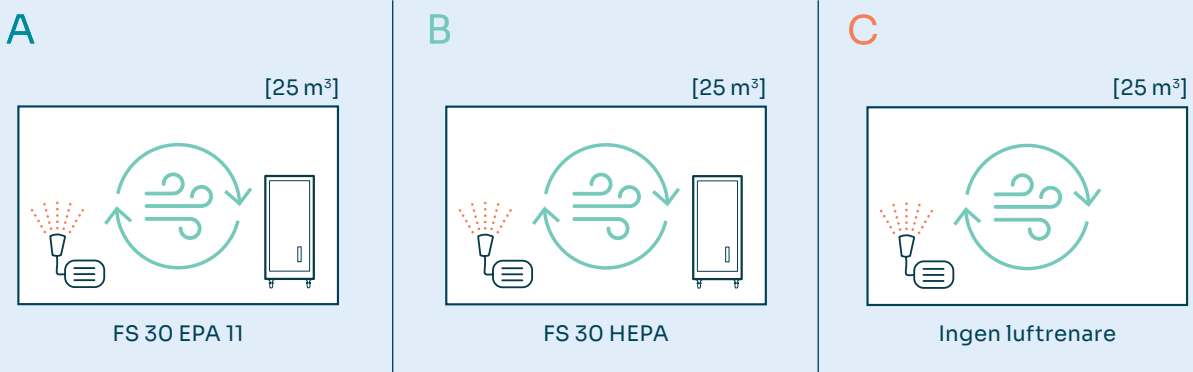 A
[25 m³]
FS 30 EPA 11
B
[25 m³]
FS 30 HEPA
C
[25 m³]
Ingen luftrenare